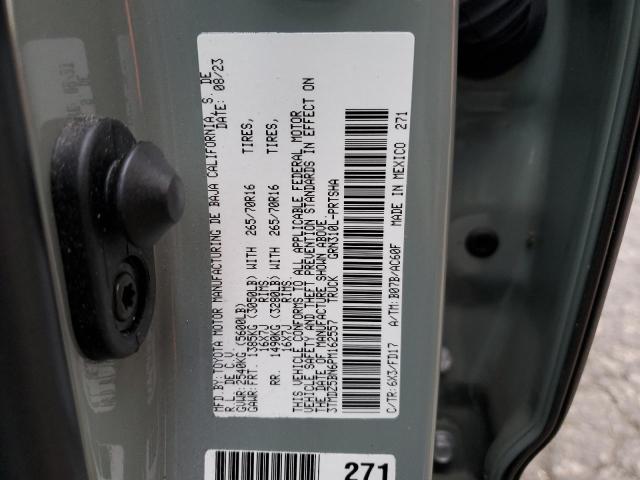 MFD. BY: TOYOTA MOTOR MANUFACTURING DE BAJA CALIFORNIA, S. DE
R.L. DE C.V. DATE: 08/23
GVWR: 2540KG (5600LB)
GAWR: FRT. 1385KG (3050LB) WITH 265/70R16 TIRES,
16X7J RIMS
RR. 1490KG (3280LB) WITH 265/70R16 TIRES,
16X7J RIMS
THIS VEHICLE CONFORMS TO ALL APPLICABLE FEDERAL MOTOR
VEHICLE SAFETY AND THEFT PREVENTION STANDARDS IN EFFECT ON
THE DATE OF MANUFACTURE SHOWN ABOVE.
3TMDZ5BN6PM162557 TRUCK GRN310L-PRTSHA
C/TR: 6X3/FD17 A/TM: B07B/AC60F MADE IN MEXICO 271
271